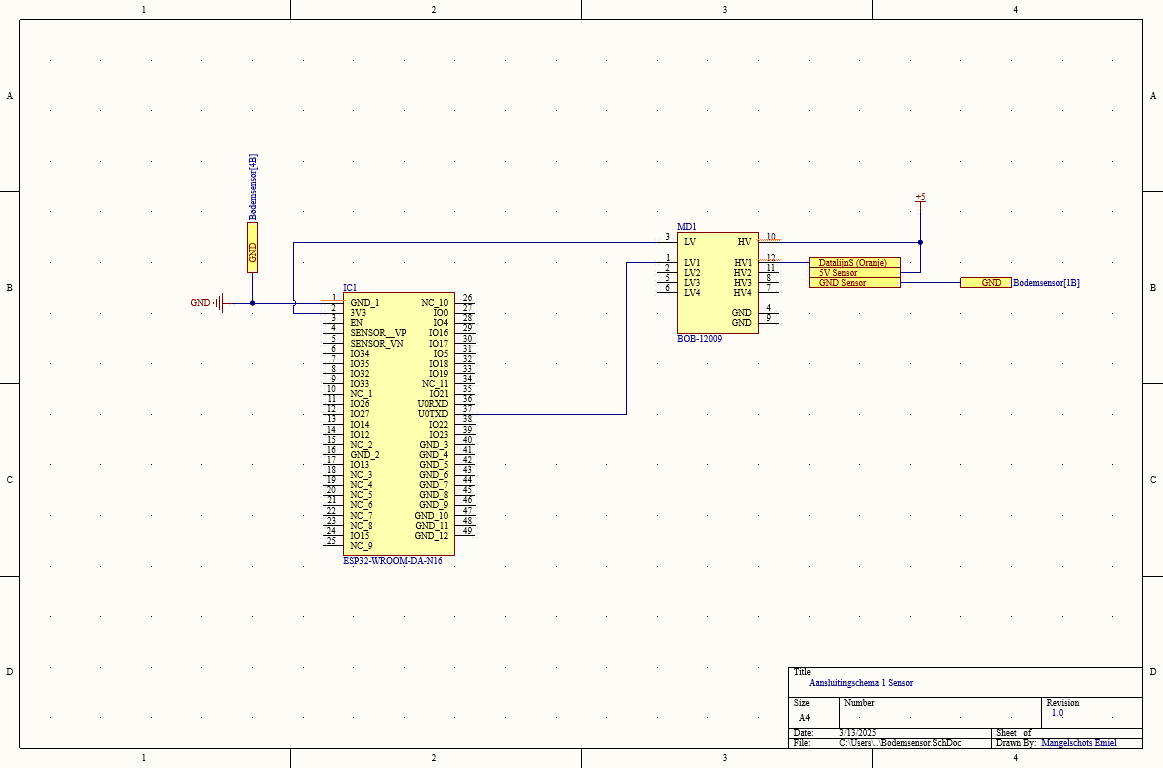 1 2 3 4
A A
Bodemsensor[4B]
GND
+5
MD1
3 LV HV 10
1 LV1 HV1 12
2 LV2 HV2 11
5 LV3 HV3 8
6 LV4 HV4 7
GND 4
GND 9
BOB-12009
DatalijnS (Oranje)
5V Sensor
GND Sensor
GND Bodemsensor[1B]
B B
GND
IC1
1 GND_1 NC_10 26
2 3V3 IO0 27
3 EN IO4 28
4 SENSOR_VP IO16 29
5 SENSOR_VN IO17 30
6 IO34 IO5 31
7 IO35 IO18 32
8 IO32 IO19 33
9 IO33 NC_11 34
10 NC_1 IO21 35
11 IO26 U0RXD 36
12 IO27 U0TXD 37
13 IO14 IO22 38
14 IO12 IO23 39
15 NC_2 GND_3 40
16 GND_2 GND_4 41
17 IO13 GND_5 42
18 NC_3 GND_6 43
19 NC_4 GND_7 44
20 NC_5 GND_8 45
21 NC_6 GND_9 46
22 NC_7 GND_10 47
23 NC_8 GND_11 48
24 IO15 GND_12 49
25 NC_9
ESP32-WROOM-DA-N16
C C
D D
Title
Aansluitingschema 1 Sensor
Size Number Revision
A4 1.0
Date: 3/13/2025 Sheet of
File: C:\Users\..\Bodemsensor.SchDoc Drawn By: Mangelschots Emiel
1 2 3 4